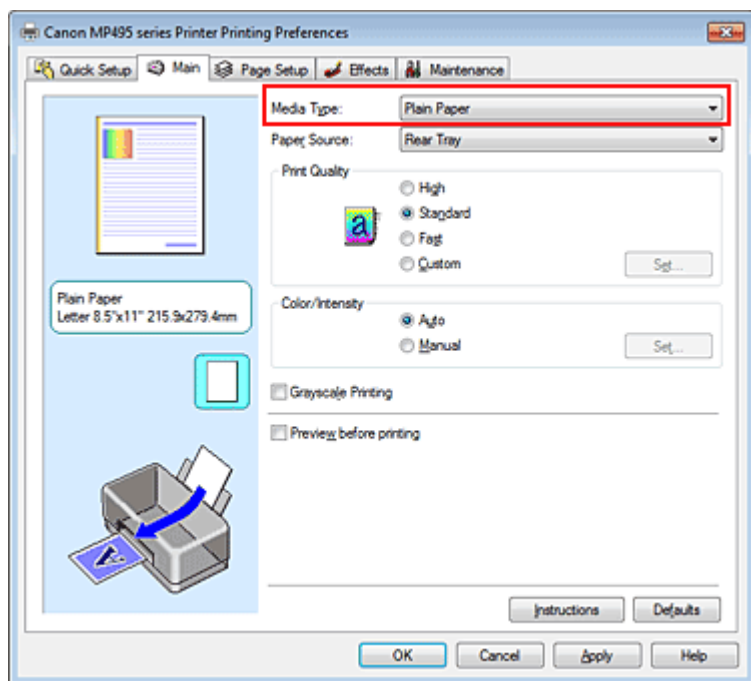 Canon MP495 series Printer Printing Preferences
Quick Setup Main Page Setup Effects Maintenance
Media Type: Plain Paper
Paper Source: Rear Tray
Print Quality
High
a Standard
Fast
Custom Set...
Plain Paper
Letter 8.5"x11" 215.9x279.4mm
Color/Intensity
Auto
Manual Set...
Grayscale Printing
Preview before printing
A
Instructions Defaults
OK Cancel Apply Help